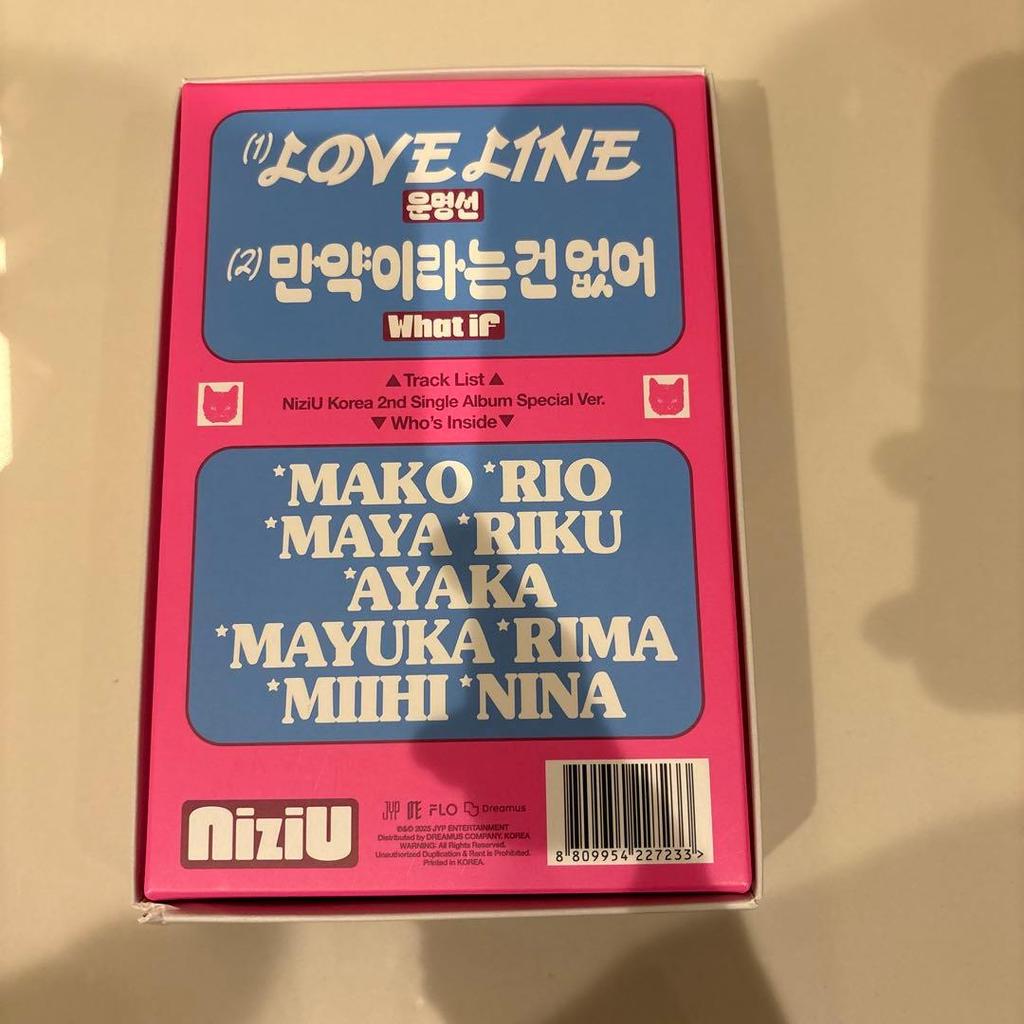 (1) LOVE LINE
운명선
(2) 만약이라는 건 없어
What if
▲Track List▲
NiziU Korea 2nd Single Album Special Ver.
▼Who's Inside▼
*MAKO *RIO
*MAYA *RIKU
*AYAKA
*MAYUKA *RIMA
*MIIHI *NINA
NiziU
JYP FLO Dreamus
℗&© 2025 JYP ENTERTAINMENT
Distributed by DREAMUS COMPANY. KOREA
WARNING: All Rights Reserved.
Unauthorized Duplication & Rent is Prohibited.
Printed in KOREA.
8 809954 227233 >